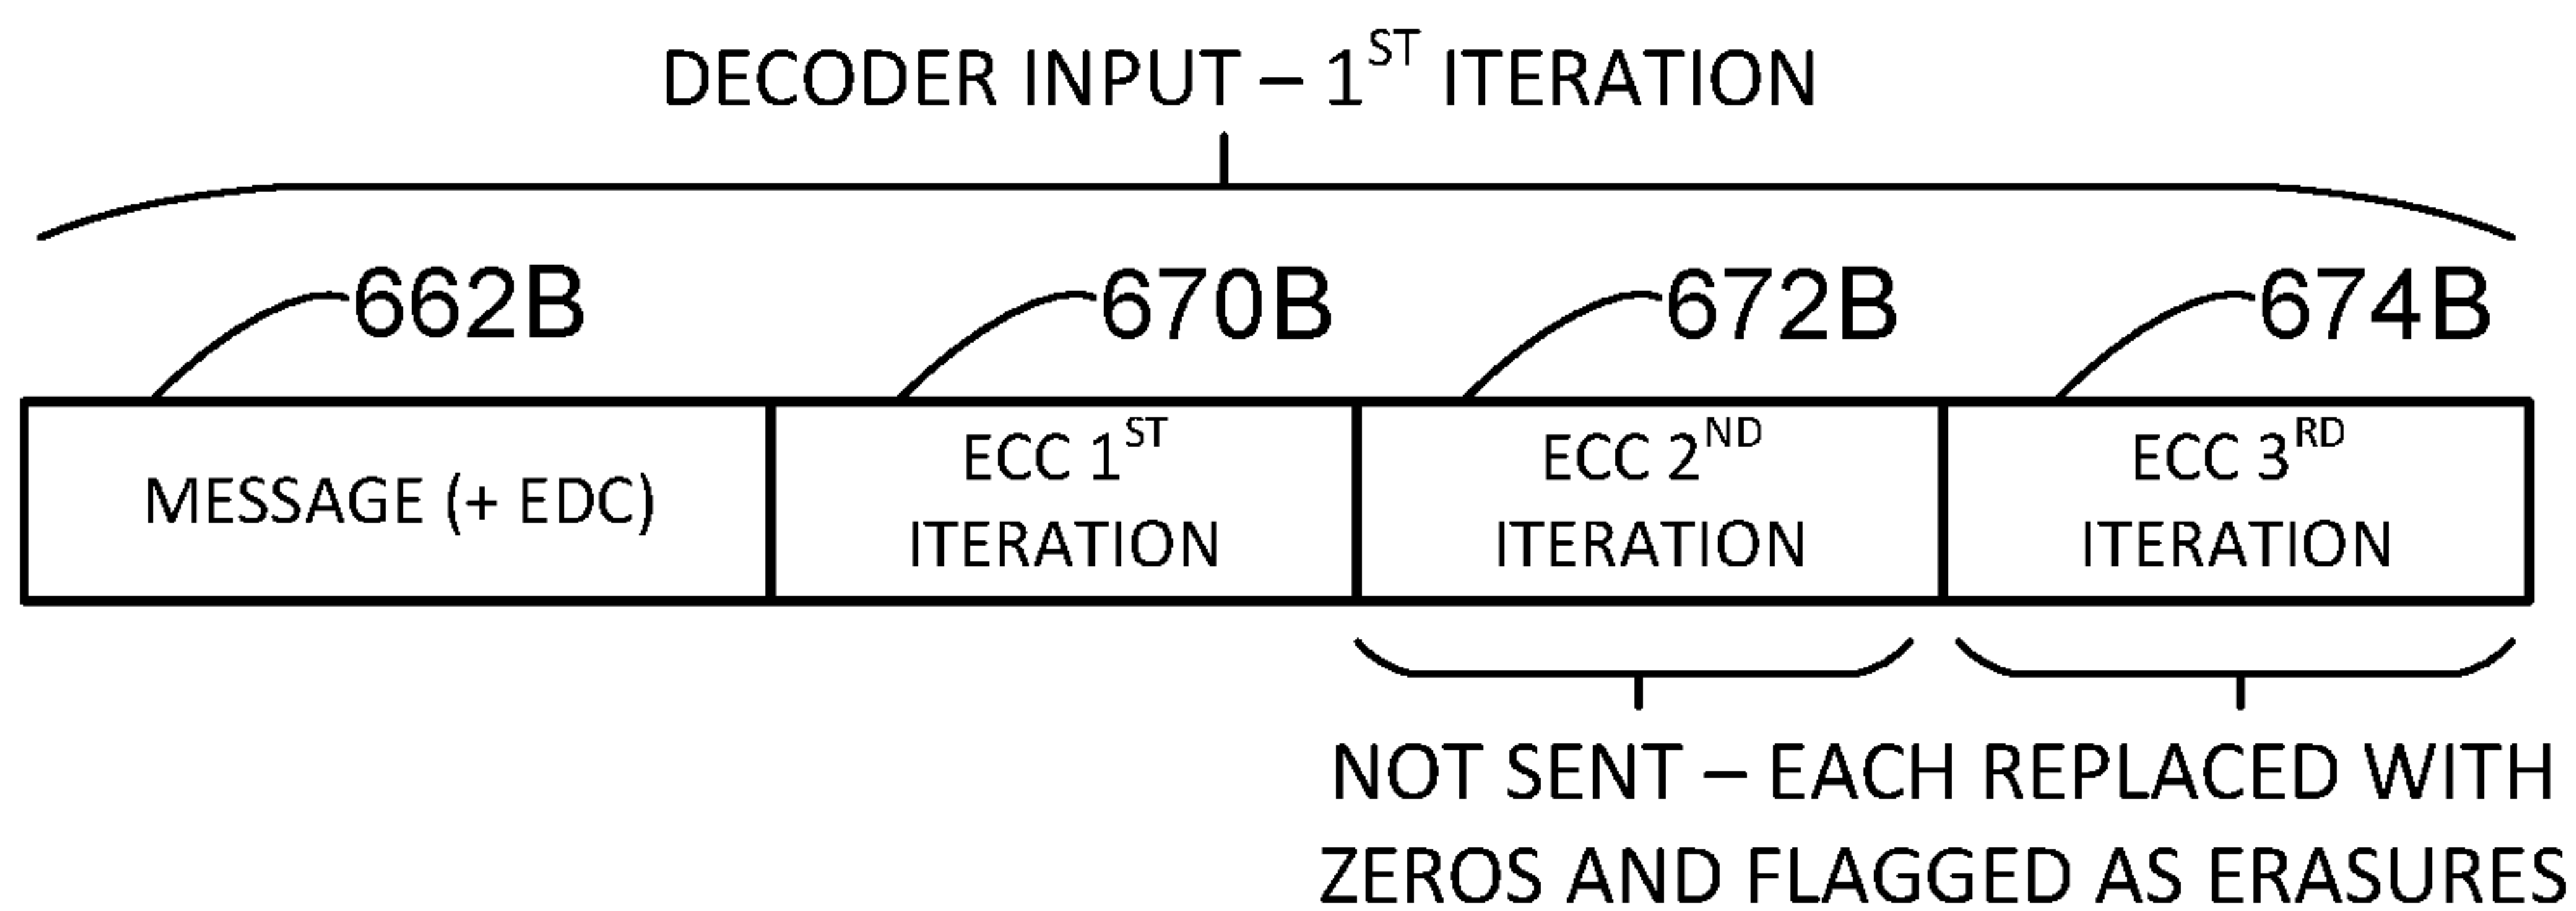 DECODER INPUT – 1ST ITERATION
662B 670B 672B 674B
MESSAGE (+ EDC)
ECC 1ST
ITERATION
ECC 2ND
ITERATION
ECC 3RD
ITERATION
NOT SENT – EACH REPLACED WITH
ZEROS AND FLAGGED AS ERASURES